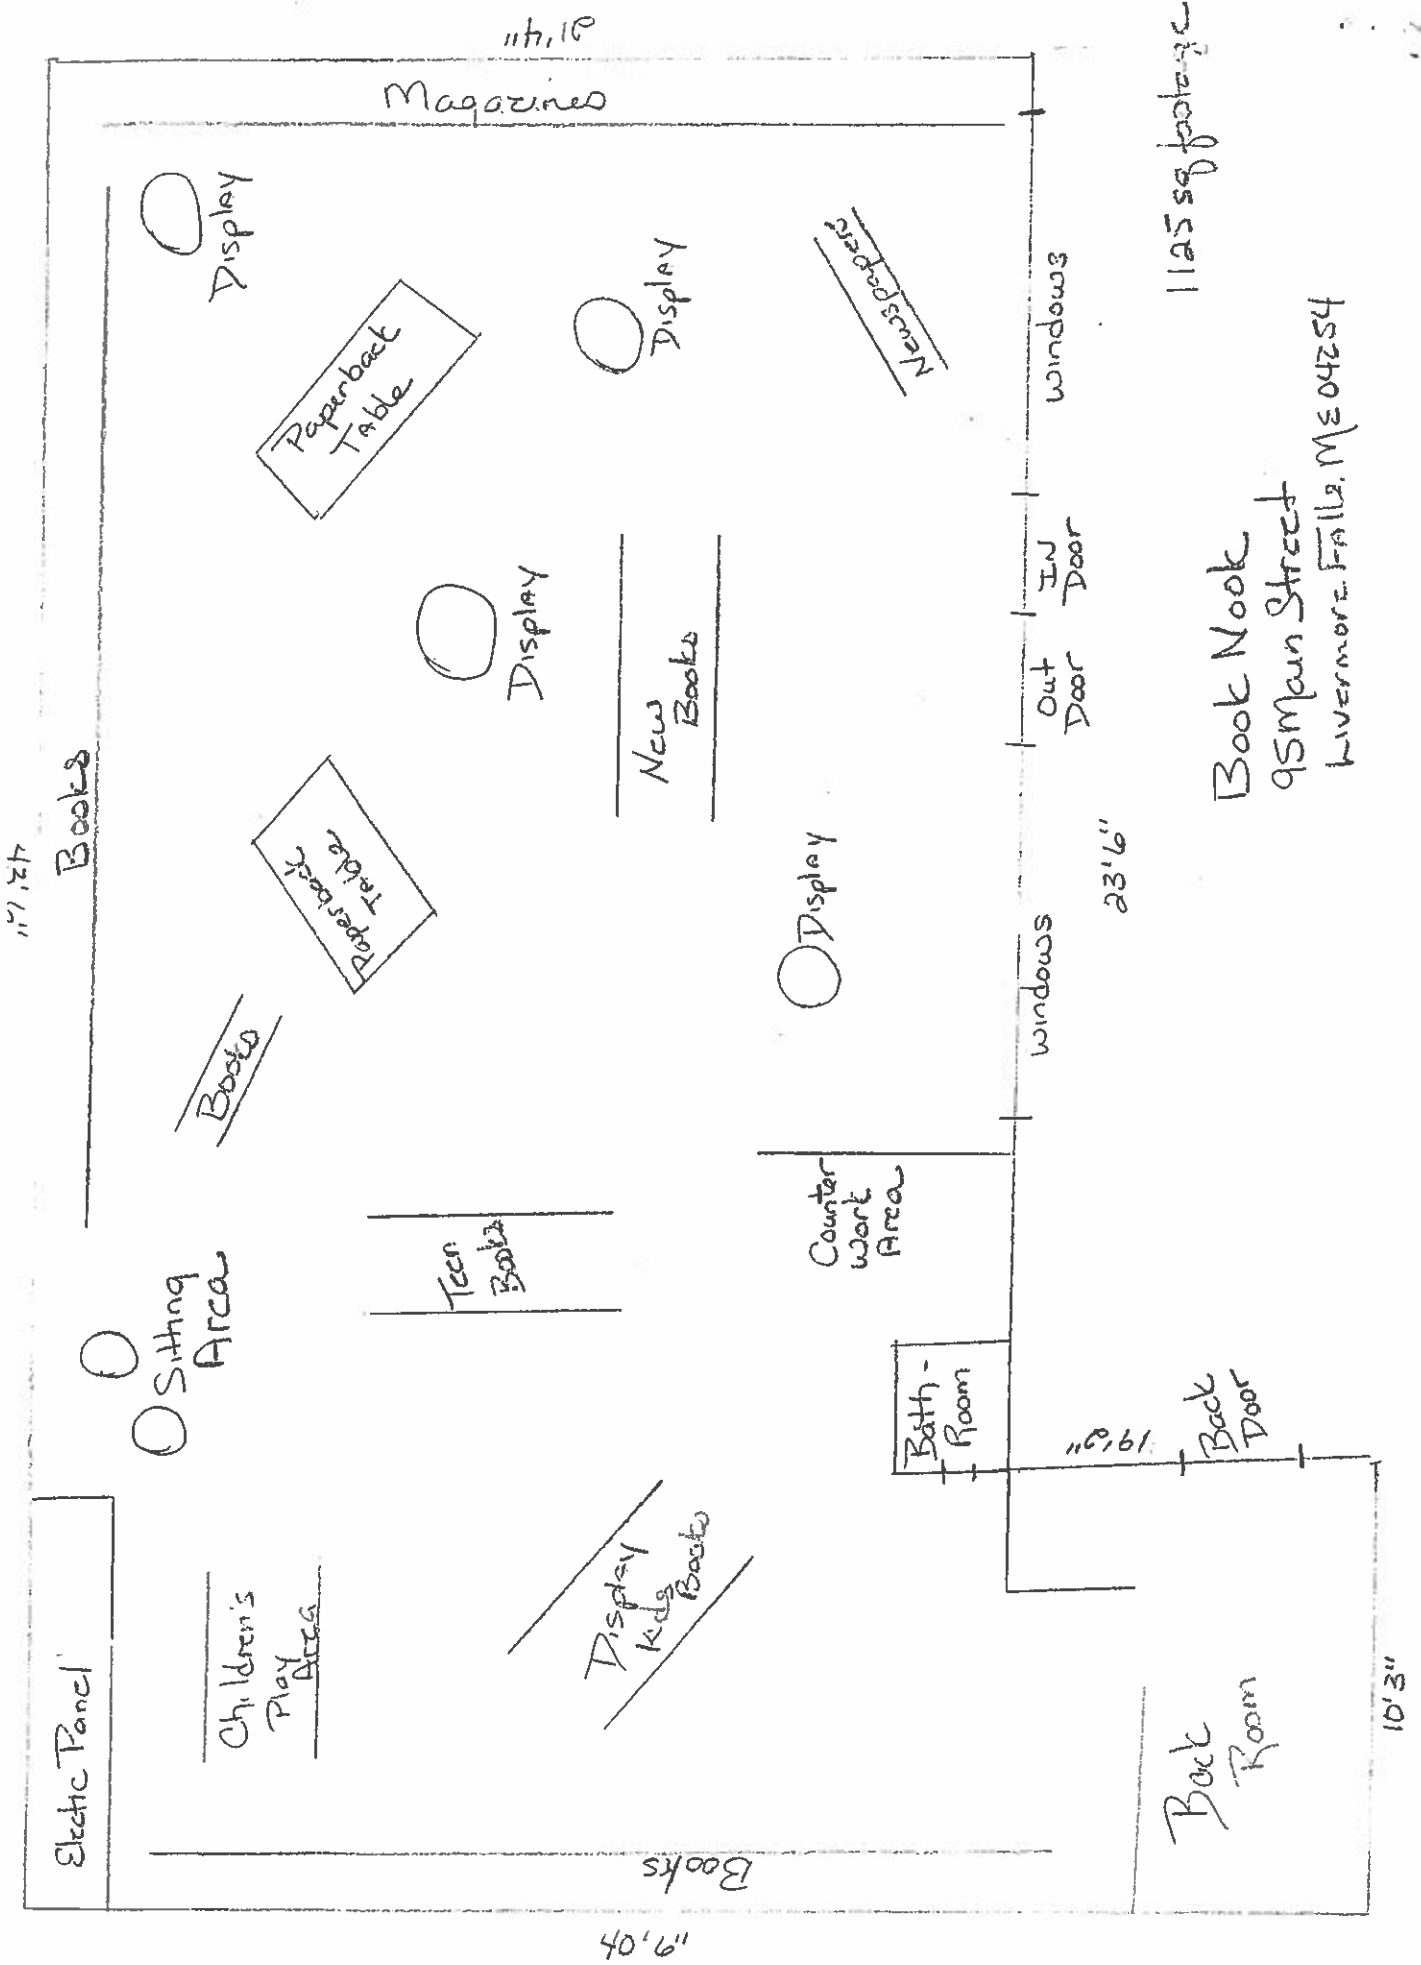 42'6"
Books
Electric Panel
Sitting
Area
Display
Magazines
21'4"
Children's
Play
Area
Books
Paperback
Table
Paperback
Table
Teen
Books
Display
Display
Display
Kids Books
New
Books
Books
40'6"
Counter
Work
Area
Display
Newspapers
Bath-
Room
Windows
Out
Door
IN
Door
Windows
19'2"
23'6"
Back
Door
Back
Room
10'3"
1125 sq footage
Book Nook
95 Main Street
Livermore Falls, ME 04254